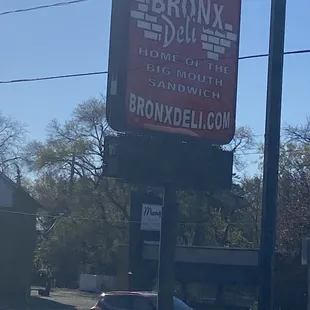 BRONX
Deli
HOME OF THE
BIG MOUTH
SANDWICH
BRONXDELI.COM